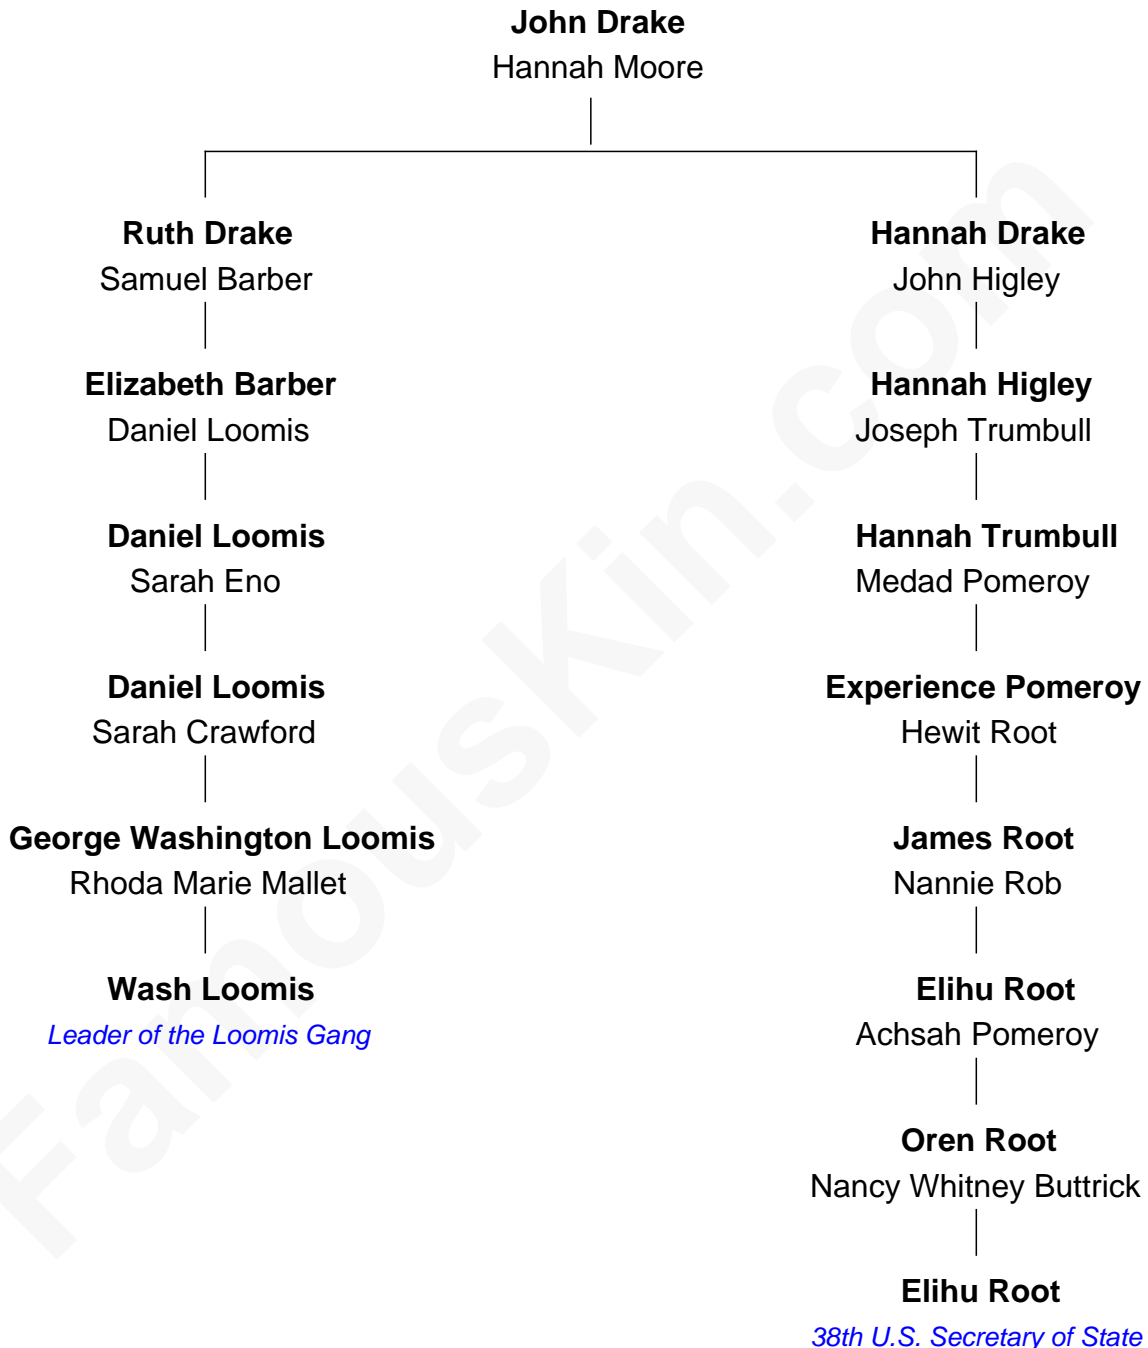 John Drake
Hannah Moore
Ruth Drake
Samuel Barber
Hannah Drake
John Higley
Elizabeth Barber
Daniel Loomis
Hannah Higley
Joseph Trumbull
Daniel Loomis
Sarah Eno
Hannah Trumbull
Medad Pomeroy
Daniel Loomis
Sarah Crawford
Experience Pomeroy
Hewit Root
George Washington Loomis
Rhoda Marie Mallet
James Root
Nannie Rob
Wash Loomis
Leader of the Loomis Gang
Elihu Root
Achsah Pomeroy
Oren Root
Nancy Whitney Buttrick
Elihu Root
38th U.S. Secretary of State
FamousKin.com